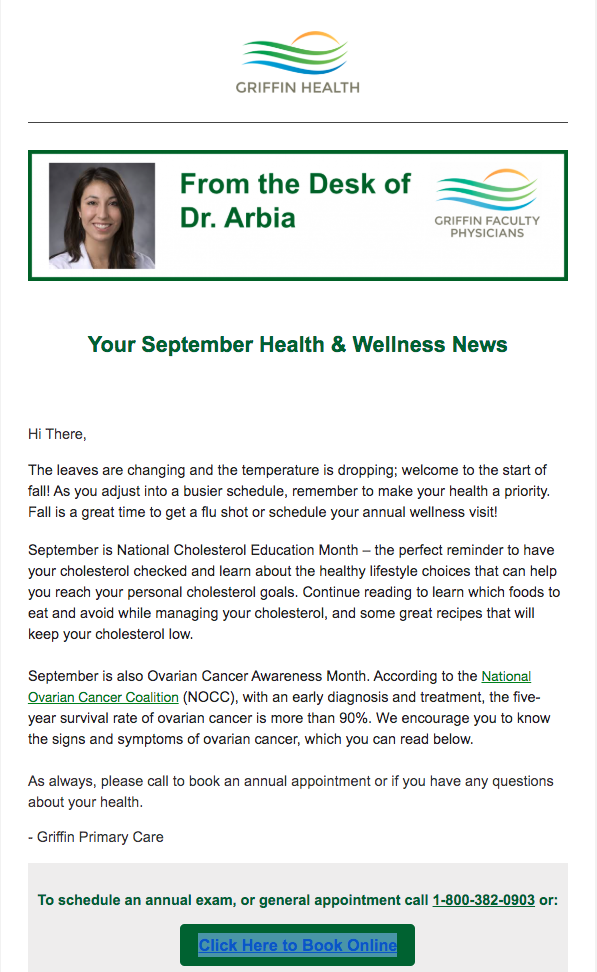 GRIFFIN HEALTH
From the Desk of
Dr. Arbia
GRIFFIN FACULTY
PHYSICIANS
Your September Health & Wellness News
Hi There,
The leaves are changing and the temperature is dropping; welcome to the start of
fall! As you adjust into a busier schedule, remember to make your health a priority.
Fall is a great time to get a flu shot or schedule your annual wellness visit!
September is National Cholesterol Education Month – the perfect reminder to have
your cholesterol checked and learn about the healthy lifestyle choices that can help
you reach your personal cholesterol goals. Continue reading to learn which foods to
eat and avoid while managing your cholesterol, and some great recipes that will
keep your cholesterol low.
September is also Ovarian Cancer Awareness Month. According to the National
Ovarian Cancer Coalition (NOCC), with an early diagnosis and treatment, the five-
year survival rate of ovarian cancer is more than 90%. We encourage you to know
the signs and symptoms of ovarian cancer, which you can read below.
As always, please call to book an annual appointment or if you have any questions
about your health.
- Griffin Primary Care
To schedule an annual exam, or general appointment call 1-800-382-0903 or:
Click Here to Book Online